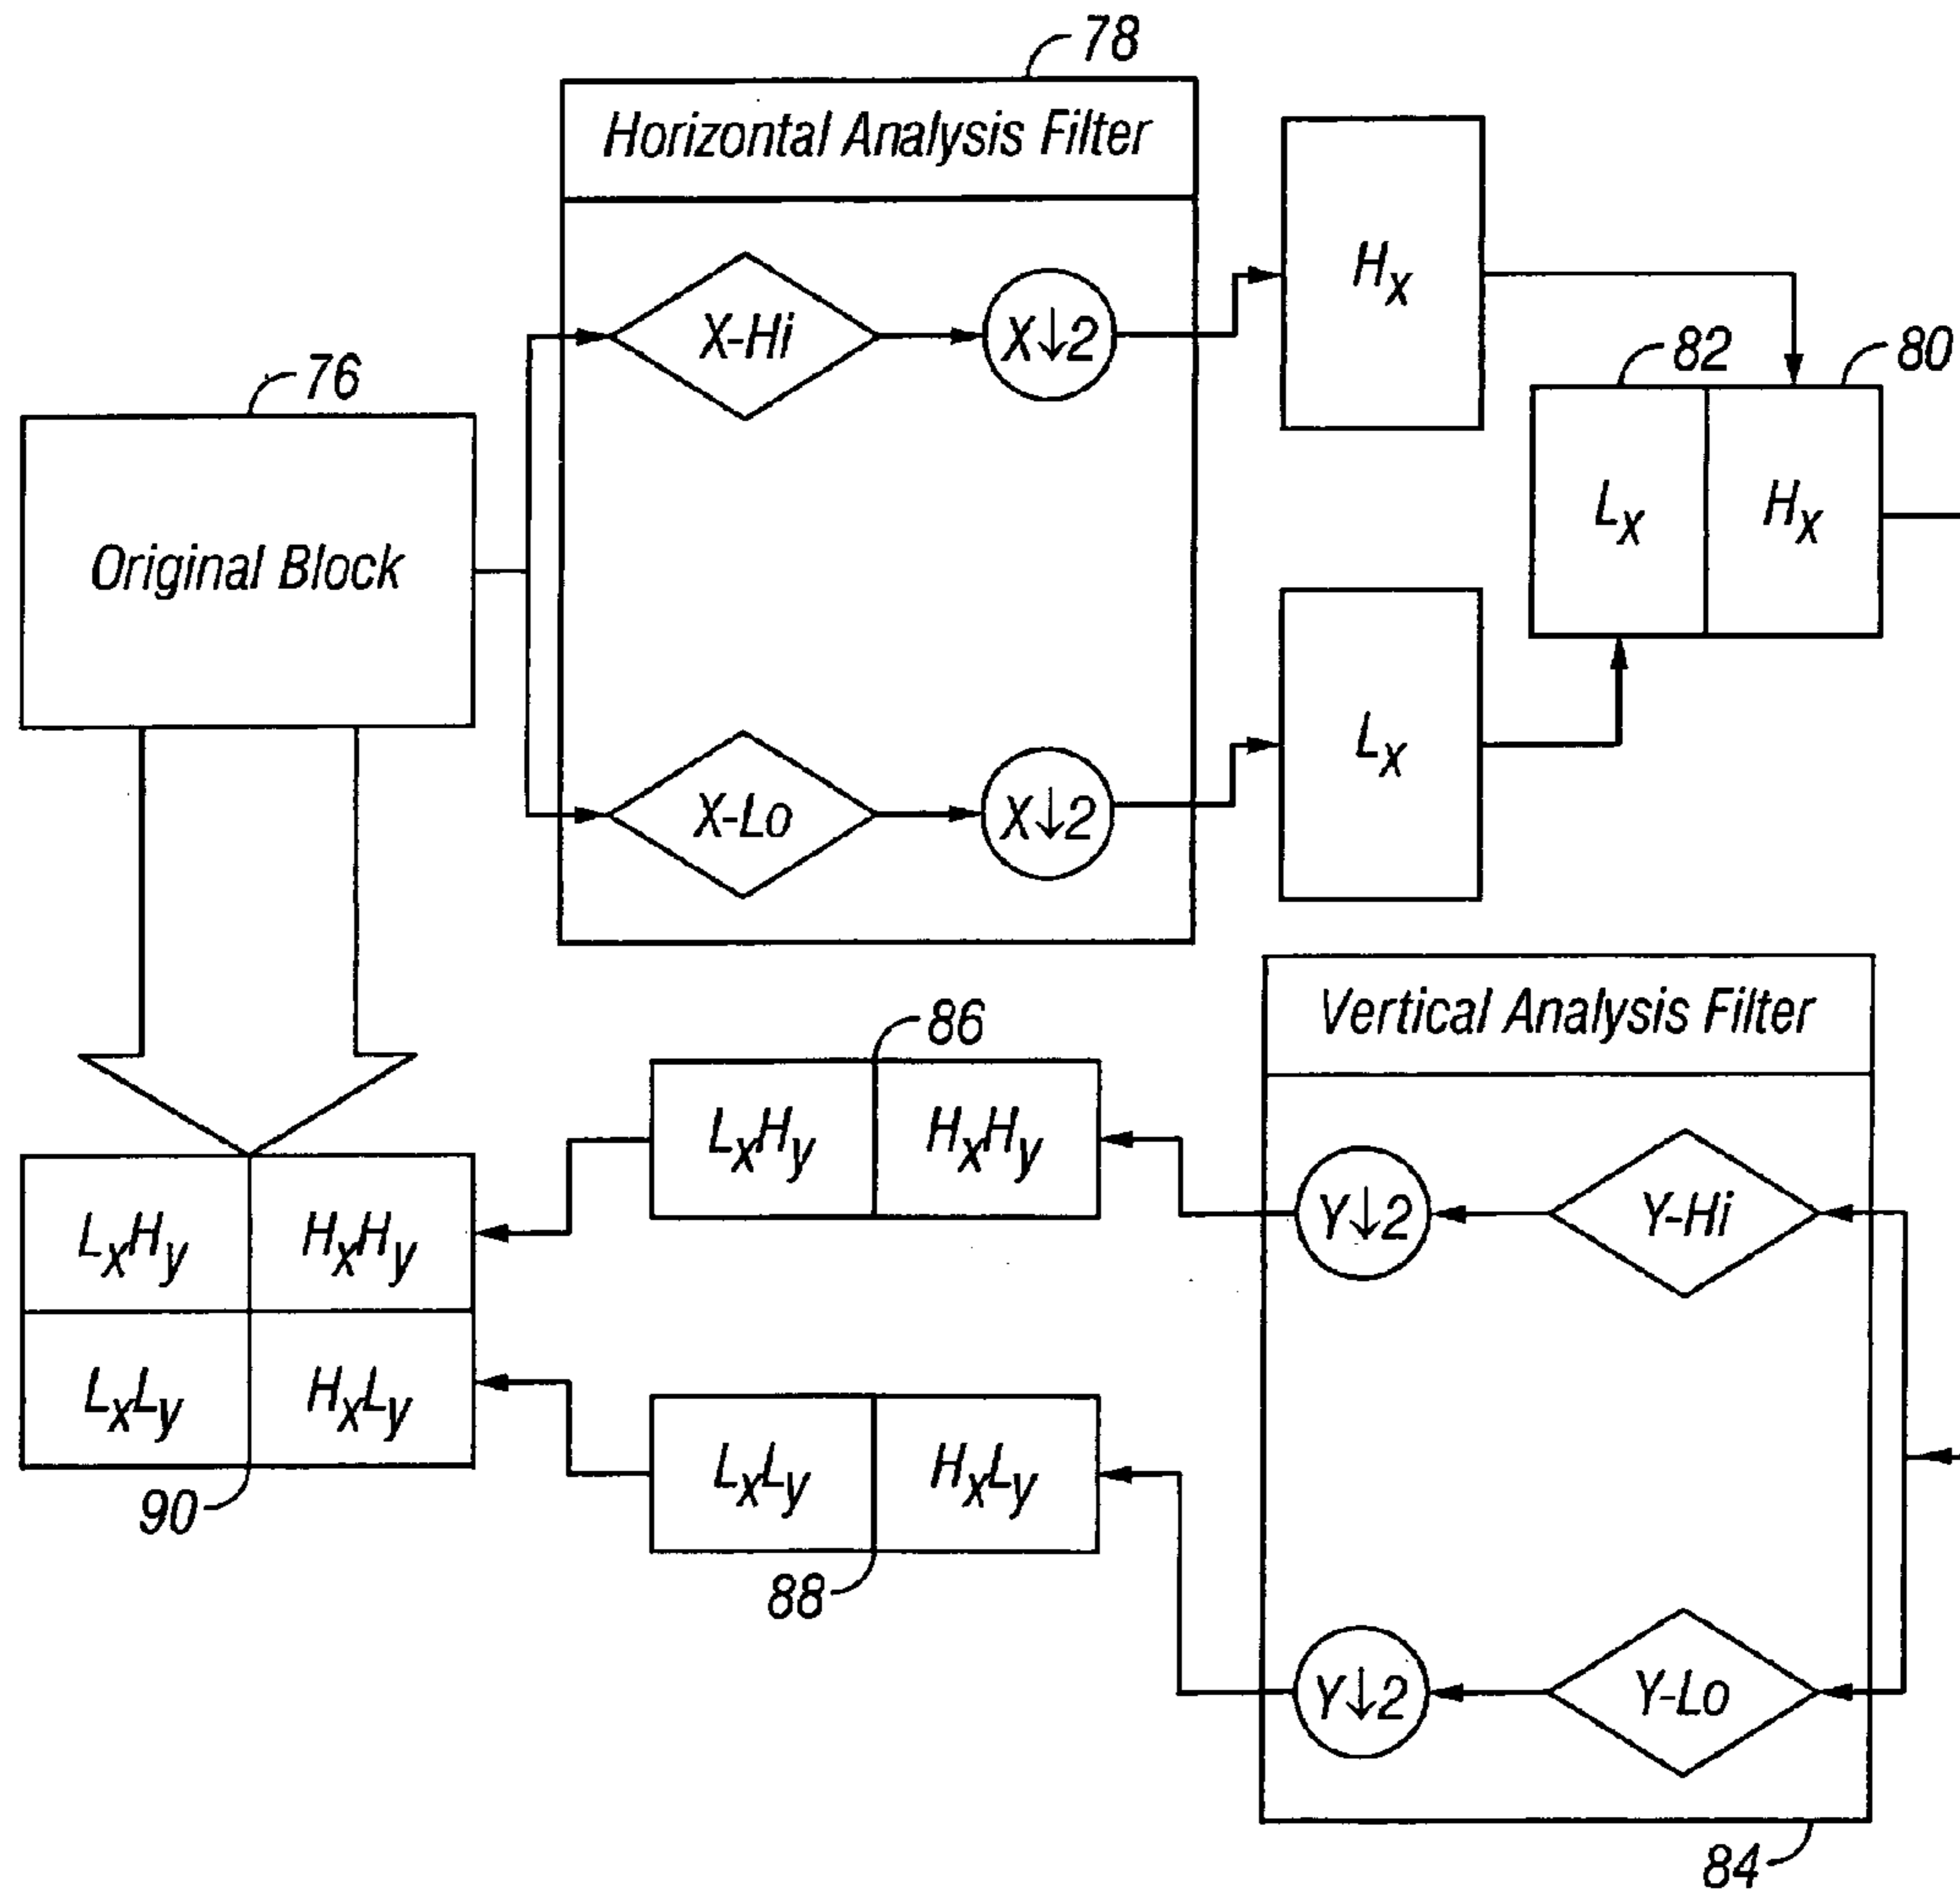 78
Horizontal Analysis Filter
X-Hi
X↓2
Hx
82
80
76
Original Block
Lx
Hx
X-Lo
X↓2
Lx
Vertical Analysis Filter
86
LxHy
HxHy
Y↓2
Y-Hi
LxHy
HxHy
LxLy
HxLy
LxLy
HxLy
90
88
Y↓2
Y-Lo
84